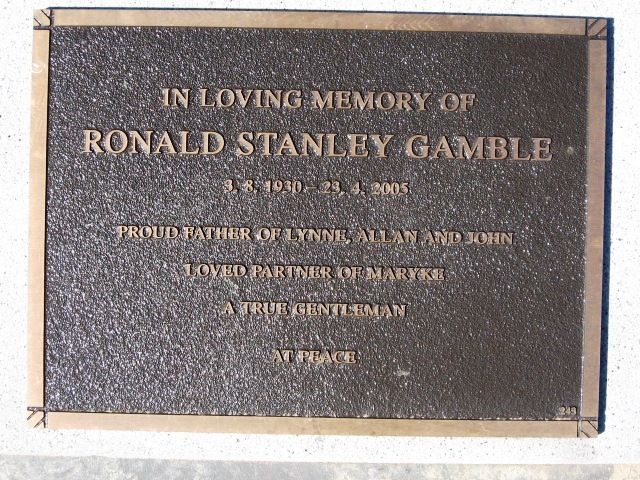 IN LOVING MEMORY OF
RONALD STANLEY GAMBLE
3. 8. 1930 – 23. 4. 2005
PROUD FATHER OF LYNNE, ALLAN AND JOHN
LOVED PARTNER OF MARYKE
A TRUE GENTLEMAN
AT PEACE